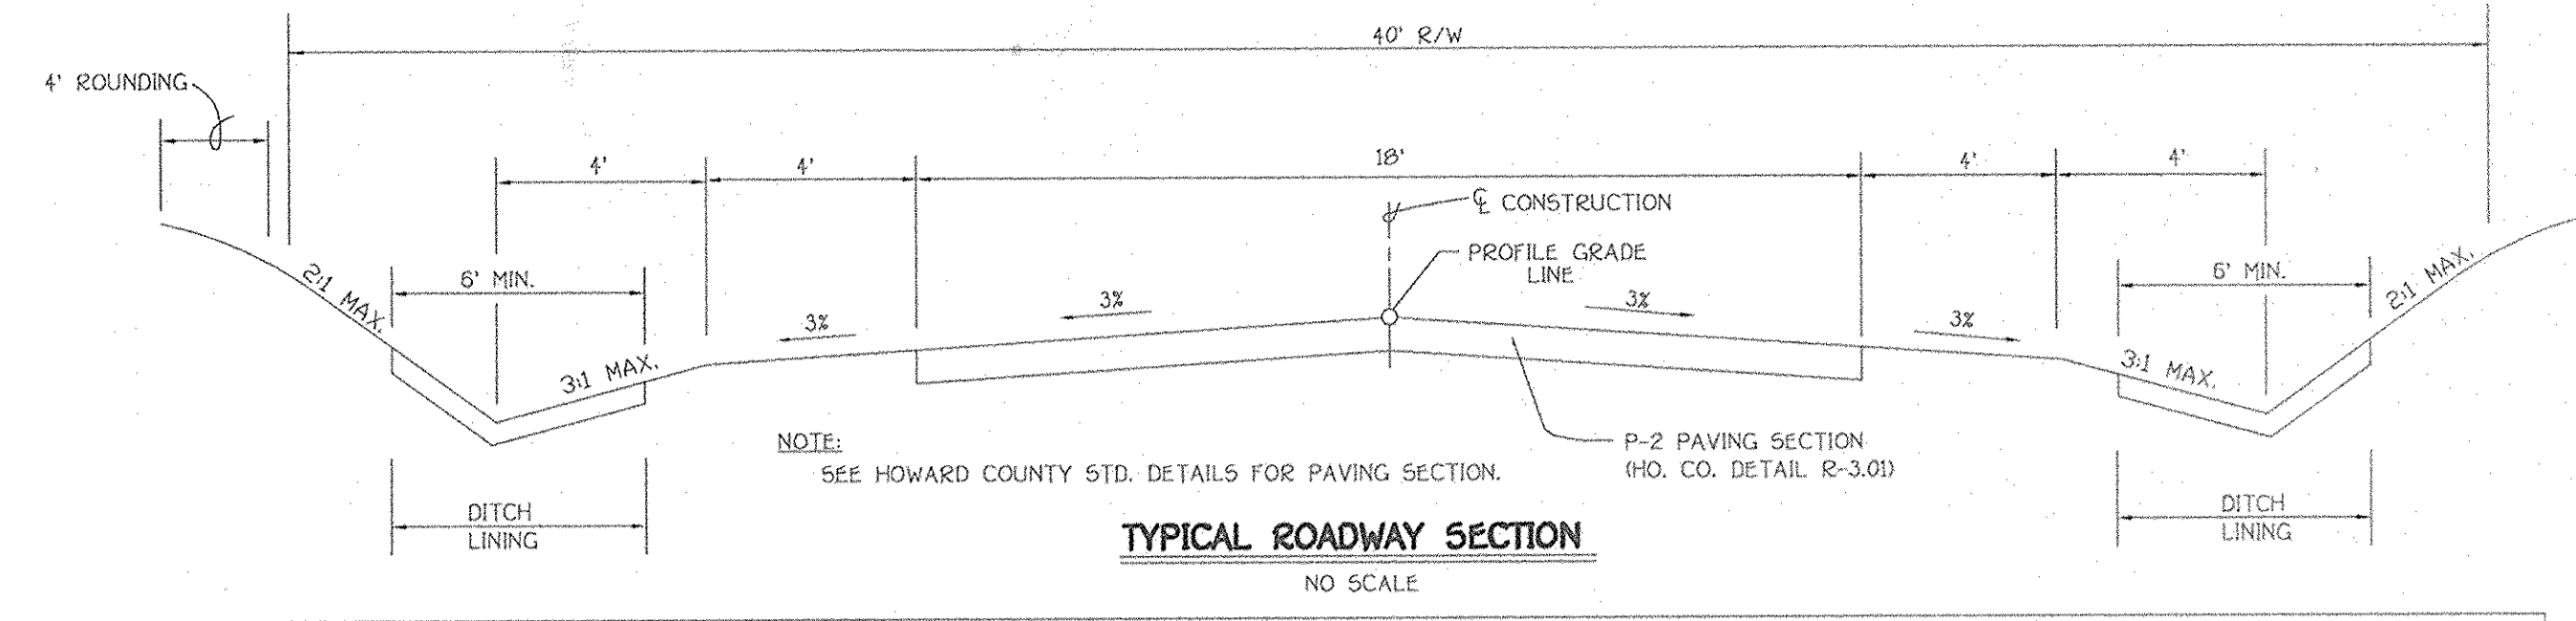 40' R/W
4' ROUNDING
4'
4'
18'
4'
4'
℄ CONSTRUCTION
PROFILE GRADE
LINE
2:1 MAX.
6' MIN.
3%
3%
3%
3%
6' MIN.
2:1 MAX.
3:1 MAX.
3:1 MAX.
NOTE:
SEE HOWARD COUNTY STD. DETAILS FOR PAVING SECTION.
P-2 PAVING SECTION
(HO. CO. DETAIL R-3.01)
DITCH
LINING
DITCH
LINING
TYPICAL ROADWAY SECTION
NO SCALE